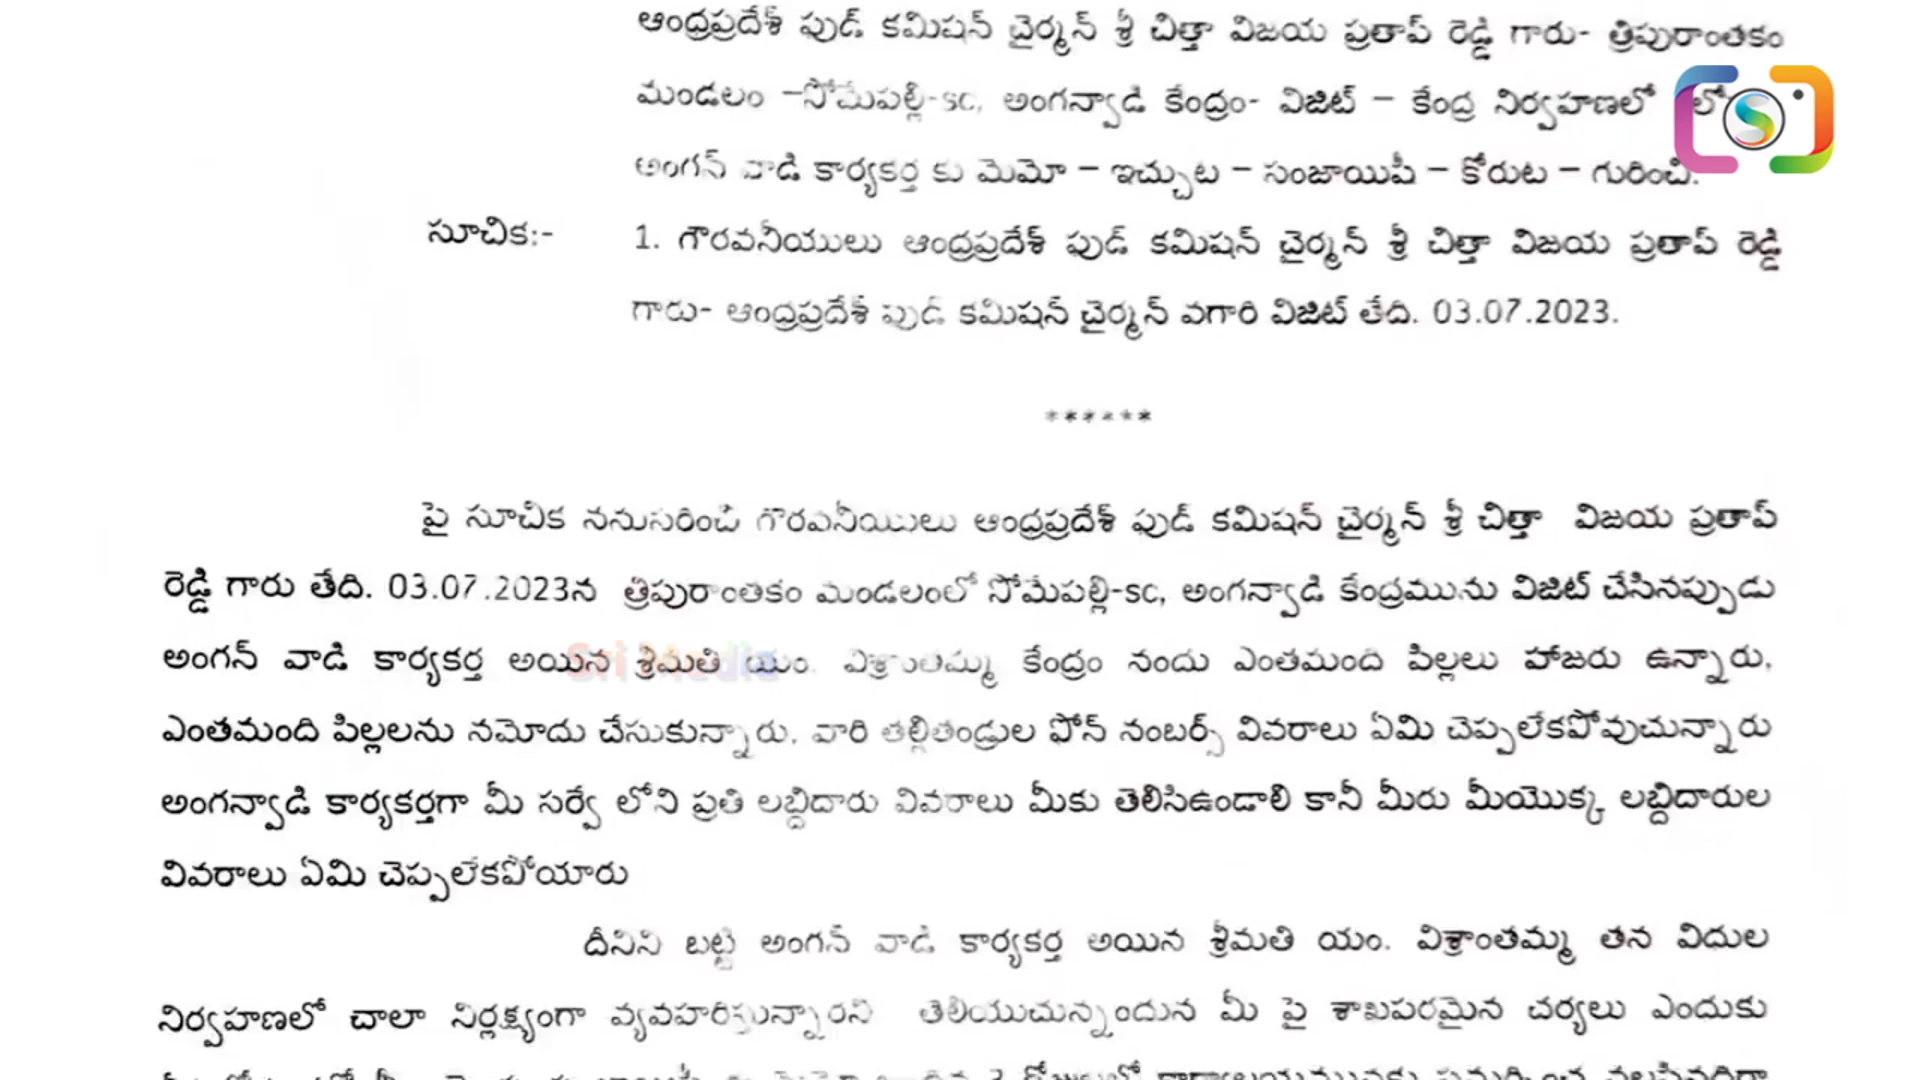 ఆంధ్రప్రదేశ్ ఫుడ్ కమిషన్ చైర్మన్ శ్రీ చిత్తా విజయ ప్రతాప్ రెడ్డి గారు- త్రిపురాంతకం
మండలం –సోమేపల్లి-sc, అంగన్వాడి కేంద్రం- విజిట్ – కేంద్ర నిర్వహణలో
అంగన్ వాడి కార్యకర్త కు మెమో – ఇచ్చుట – సంజాయిషీ – కోరుట – గురించి.
సూచిక:- 1. గౌరవనీయులు ఆంధ్రప్రదేశ్ ఫుడ్ కమిషన్ చైర్మన్ శ్రీ చిత్తా విజయ ప్రతాప్ రెడ్డి
గారు- ఆంధ్రప్రదేశ్ ఫుడ్ కమిషన్ చైర్మన్ వగారి విజిట్ తేది. 03.07.2023.
******
పై సూచిక ననుసరించి గౌరవనీయులు ఆంధ్రప్రదేశ్ ఫుడ్ కమిషన్ చైర్మన్ శ్రీ చిత్తా విజయ ప్రతాప్
రెడ్డి గారు తేది. 03.07.2023న త్రిపురాంతకం మండలంలో సోమేపల్లి-sc, అంగన్వాడి కేంద్రమును విజిట్ చేసినప్పుడు
అంగన్ వాడి కార్యకర్త అయిన శ్రీమతి యం. విశ్రాంతమ్మ కేంద్రం నందు ఎంతమంది పిల్లలు హాజరు ఉన్నారు,
ఎంతమంది పిల్లలను నమోదు చేసుకున్నారు, వారి తల్లితండ్రుల ఫోన్ నంబర్స్ వివరాలు ఏమి చెప్పలేకపోవుచున్నారు
అంగన్వాడి కార్యకర్తగా మీ సర్వే లోని ప్రతి లబ్దిదారు వివరాలు మీకు తెలిసిఉండాలి కానీ మీరు మీయొక్క లబ్దిదారుల
వివరాలు ఏమి చెప్పలేకపోయారు
దీనిని బట్టి అంగన్ వాడి కార్యకర్త అయిన శ్రీమతి యం. విశ్రాంతమ్మ తన విదుల
నిర్వహణలో చాలా నిర్లక్ష్యంగా వ్యవహరిస్తున్నారని తెలియుచున్నందున మీ పై శాఖపరమైన చర్యలు ఎందుకు
Sri Media